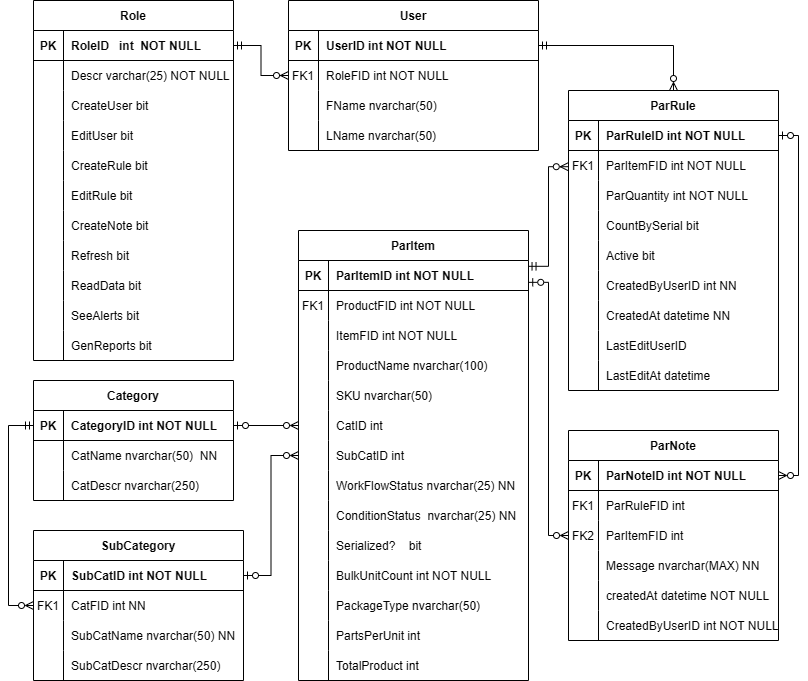 Role
PK RoleID int NOT NULL
Descr varchar(25) NOT NULL
CreateUser bit
EditUser bit
CreateRule bit
EditRule bit
CreateNote bit
Refresh bit
ReadData bit
SeeAlerts bit
GenReports bit
User
PK UserID int NOT NULL
FK1 RoleFID int NOT NULL
FName nvarchar(50)
LName nvarchar(50)
ParRule
PK ParRuleID int NOT NULL
FK1 ParItemFID int NOT NULL
ParQuantity int NOT NULL
CountBySerial bit
Active bit
CreatedByUserID int NN
CreatedAt datetime NN
LastEditUserID
LastEditAt datetime
ParItem
PK ParItemID int NOT NULL
FK1 ProductFID int NOT NULL
ItemFID int NOT NULL
ProductName nvarchar(100)
SKU nvarchar(50)
CatID int
SubCatID int
WorkFlowStatus nvarchar(25) NN
ConditionStatus nvarchar(25) NN
Serialized? bit
BulkUnitCount int NOT NULL
PackageType nvarchar(50)
PartsPerUnit int
TotalProduct int
Category
PK CategoryID int NOT NULL
CatName nvarchar(50) NN
CatDescr nvarchar(250)
SubCategory
PK SubCatID int NOT NULL
FK1 CatFID int NN
SubCatName nvarchar(50) NN
SubCatDescr nvarchar(250)
ParNote
PK ParNoteID int NOT NULL
FK1 ParRuleFID int
FK2 ParItemFID int
Message nvarchar(MAX) NN
createdAt datetime NOT NULL
CreatedByUserID int NOT NULL